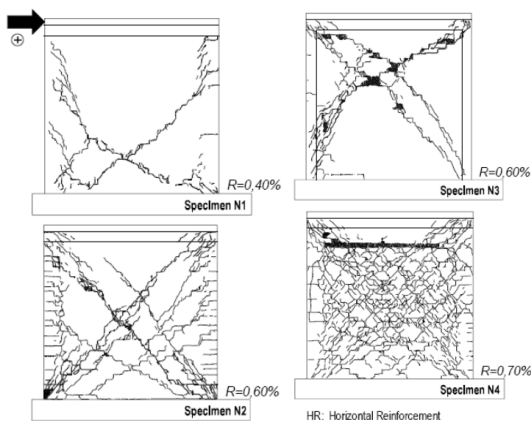 R=0,40%
Specimen N1
R=0,60%
Specimen N3
R=0,60%
Specimen N2
R=0,70%
Specimen N4
HR: Horizontal Reinforcement